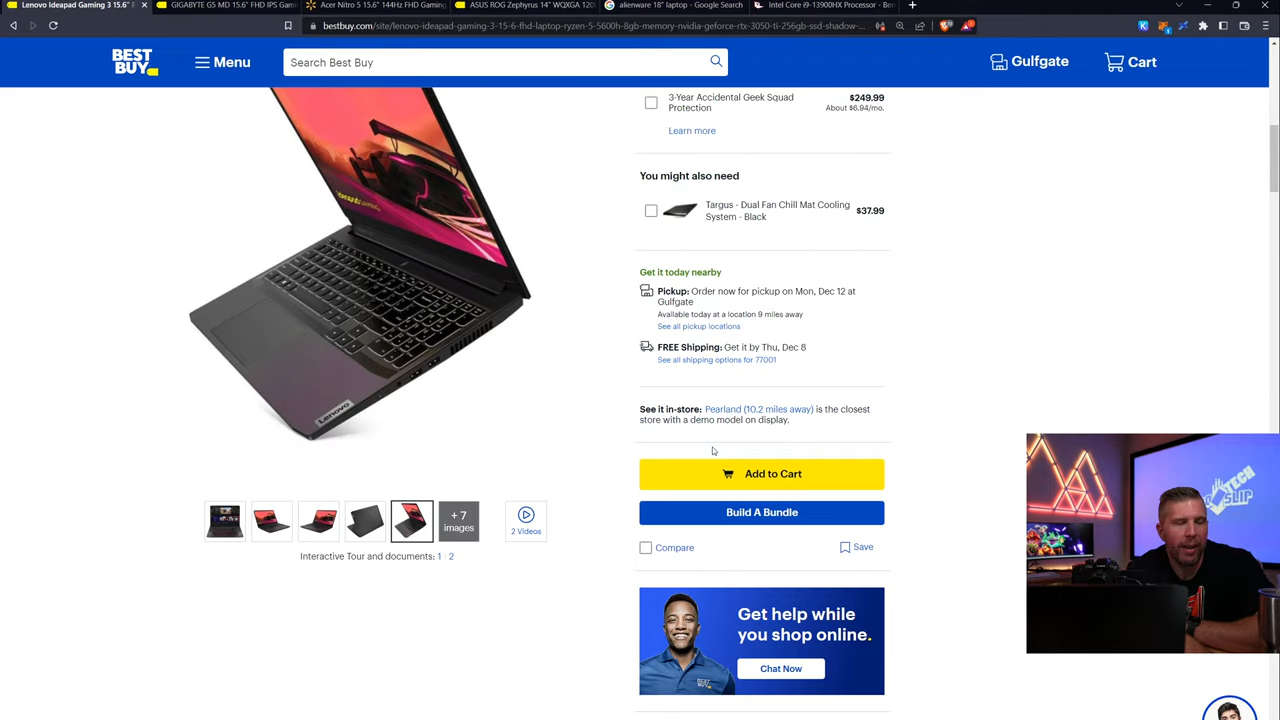 Lenovo Ideapad Gaming 3 15.6" F
GIGABYTE G5 MD 15.6" FHD IPS Gam
Acer Nitro 5 15.6" 144Hz FHD Gaming
ASUS ROG Zephyrus 14" WQXGA 120
alienware 18" laptop - Google Search
Intel Core i9-13900HX Processor - Ben
bestbuy.com/site/lenovo-ideapad-gaming-3-15-6-fhd-laptop-ryzen-5-5600h-8gb-memory-nvidia-geforce-rtx-3050-ti-256gb-ssd-shadow-...
BEST BUY
Menu
Search Best Buy
Gulfgate
Cart
3-Year Accidental Geek Squad
Protection
$249.99
About $6.94/mo.
Learn more
You might also need
Targus - Dual Fan Chill Mat Cooling
System - Black
$37.99
Get it today nearby
Pickup: Order now for pickup on Mon, Dec 12 at
Gulfgate
Available today at a location 9 miles away
See all pickup locations
FREE Shipping: Get it by Thu, Dec 8
See all shipping options for 77001
See it in-store: Pearland (10.2 miles away) is the closest
store with a demo model on display.
Add to Cart
Build A Bundle
Compare
Save
Lenovo
+ 7
images
2 Videos
Interactive Tour and documents: 1 | 2
Get help while
you shop online.
Chat Now
BEST BUY
TECH
SLIP